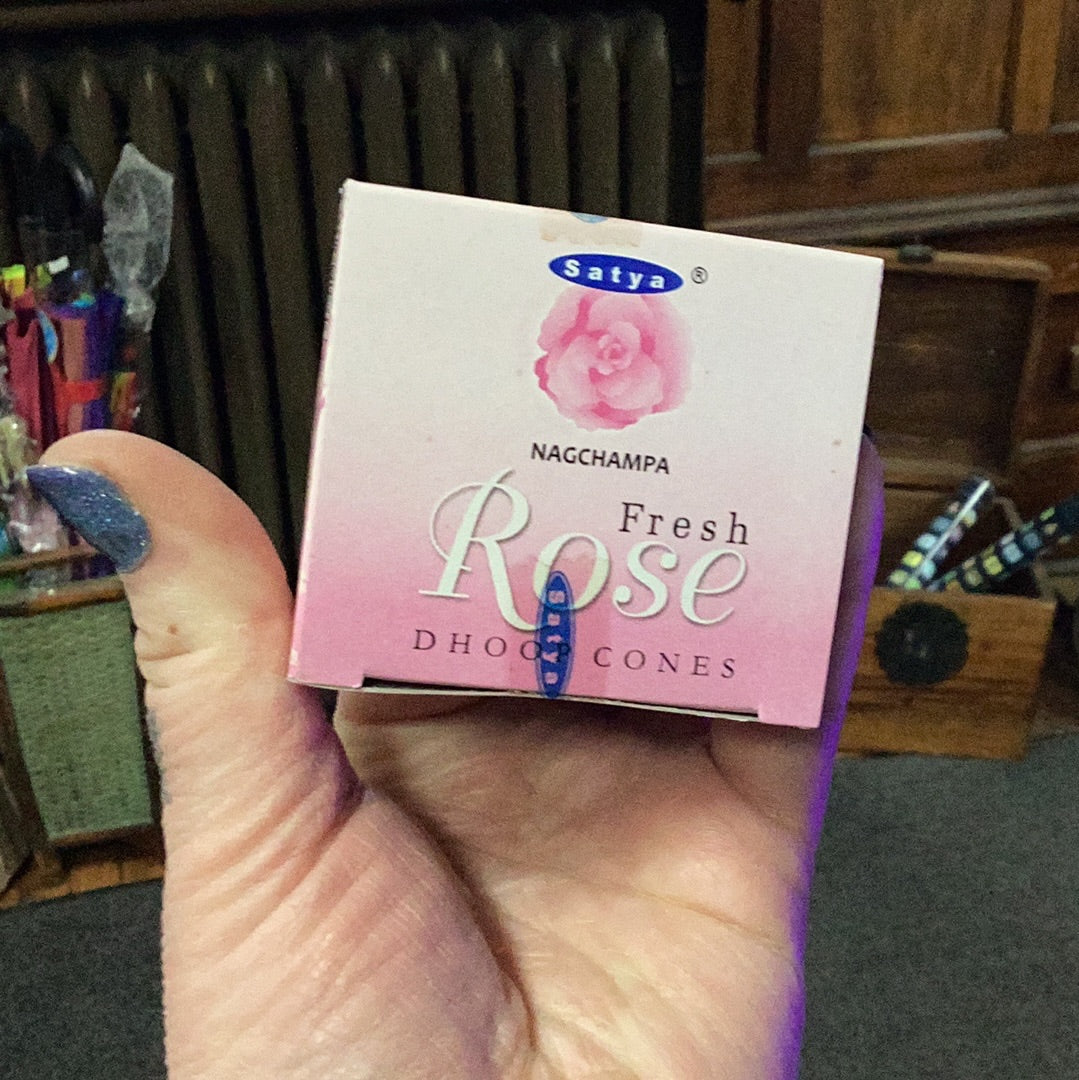 Satya ®
NAGCHAMPA
Fresh
Rose
Satya
DHOOP CONES